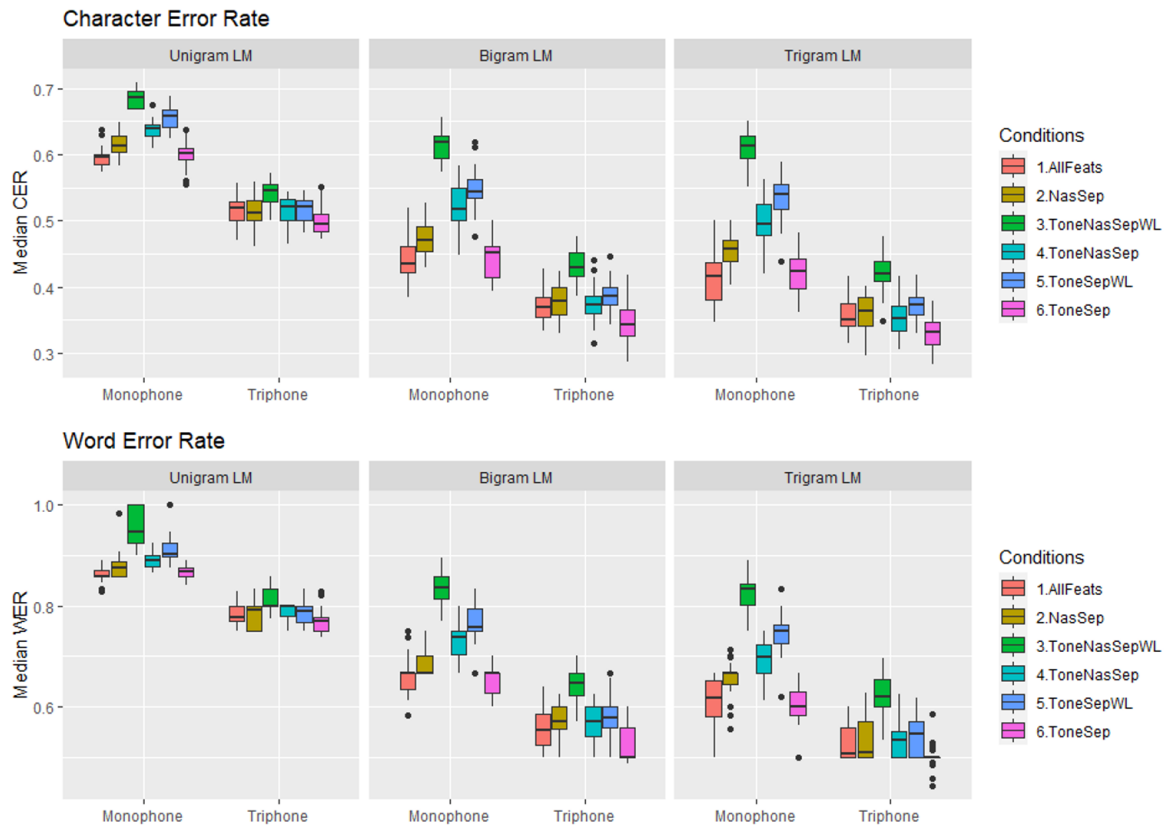 Character Error Rate
Unigram LM Bigram LM Trigram LM
Median CER
0.7
0.6
0.5
0.4
0.3
Monophone Triphone Monophone Triphone Monophone Triphone
Conditions
1.AllFeats
2.NasSep
3.ToneNasSepWL
4.ToneNasSep
5.ToneSepWL
6.ToneSep
Word Error Rate
Unigram LM Bigram LM Trigram LM
Median WER
1.0
0.8
0.6
Monophone Triphone Monophone Triphone Monophone Triphone
Conditions
1.AllFeats
2.NasSep
3.ToneNasSepWL
4.ToneNasSep
5.ToneSepWL
6.ToneSep